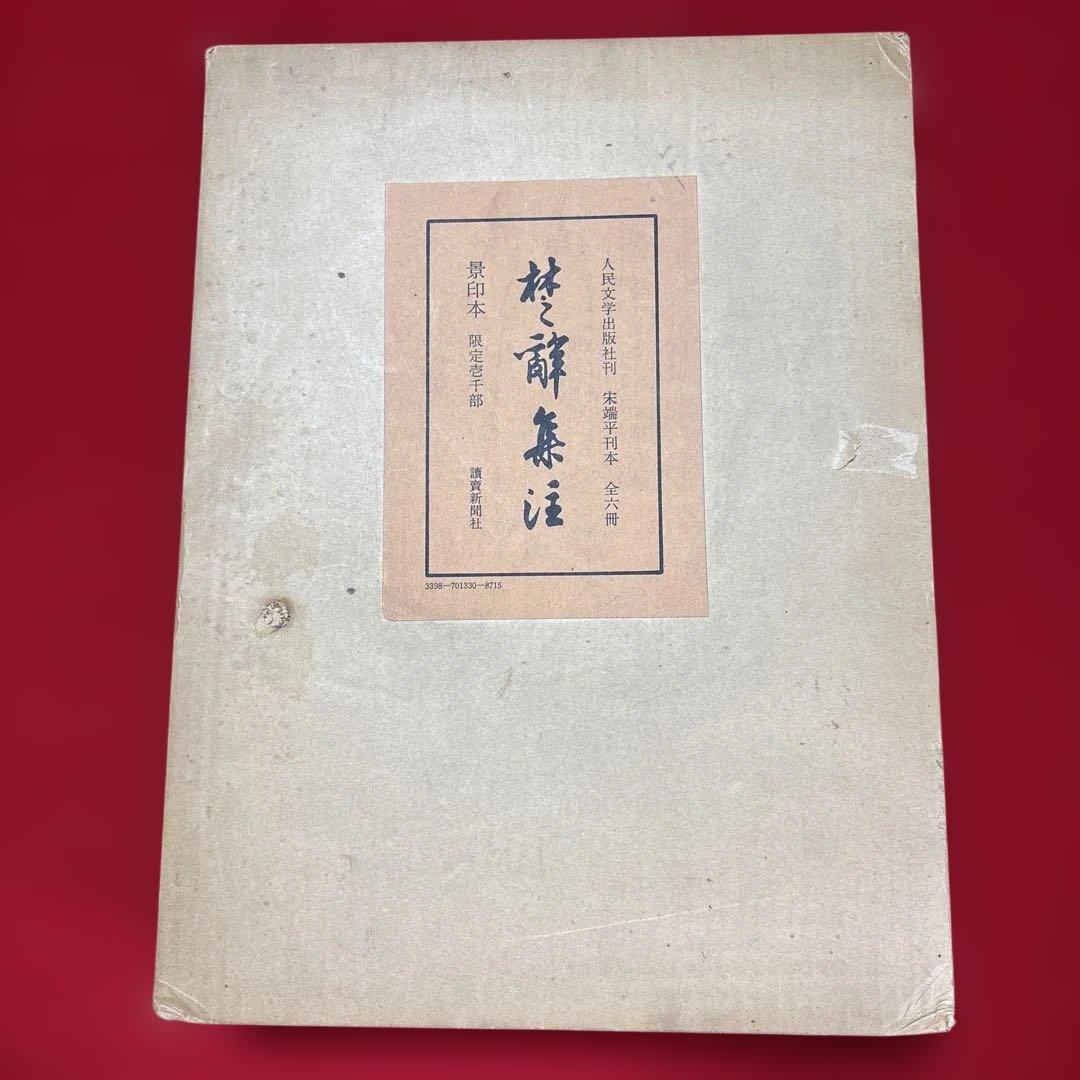 人民文学出版社刊 宋端平刊本 全六冊
楚辭集注
景印本 限定壱千部 讀賣新聞社
3398—701330—8715